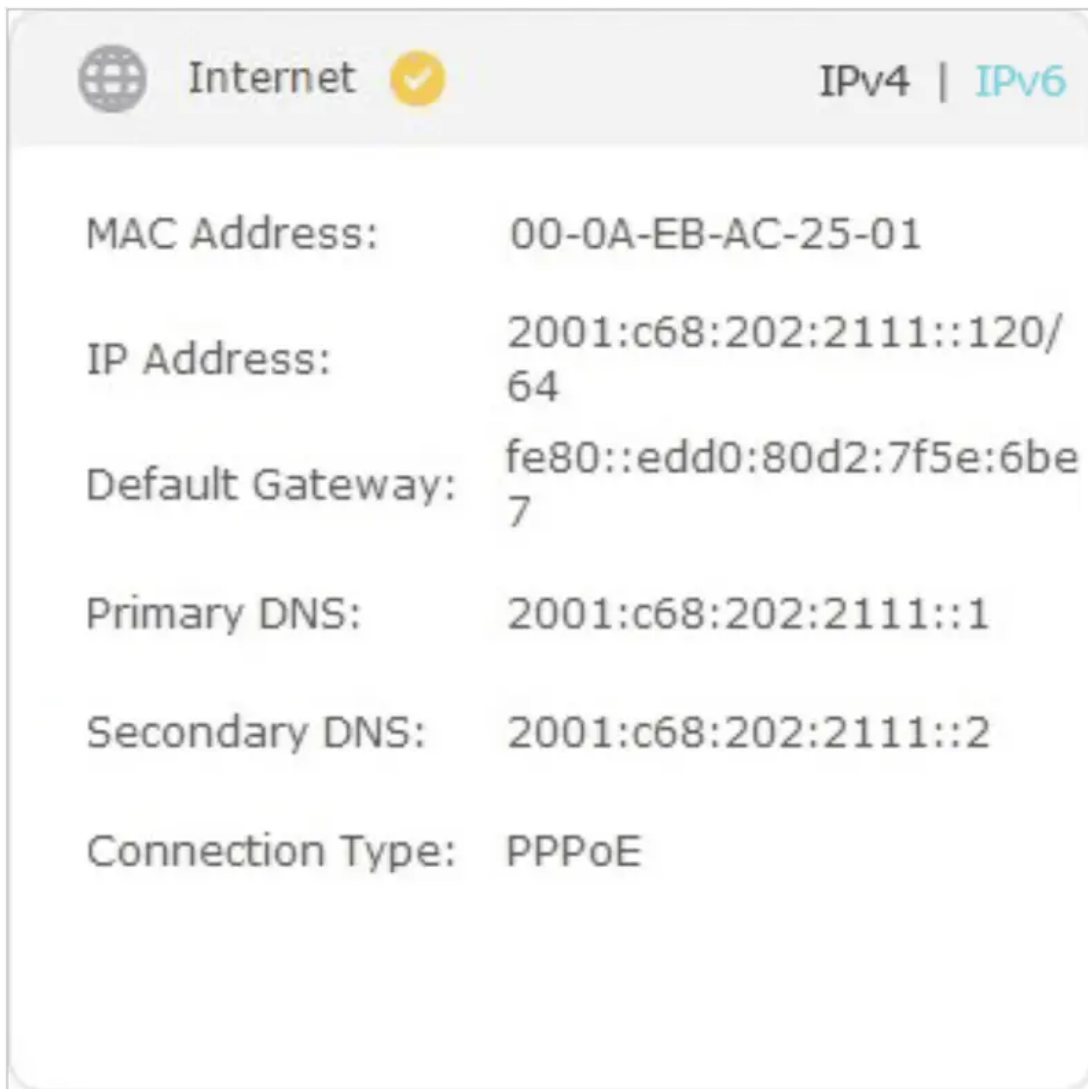 Internet IPv4 | IPv6
MAC Address: 00-0A-EB-AC-25-01
IP Address: 2001:c68:202:2111::120/
64
Default Gateway: fe80::edd0:80d2:7f5e:6be
7
Primary DNS: 2001:c68:202:2111::1
Secondary DNS: 2001:c68:202:2111::2
Connection Type: PPPoE